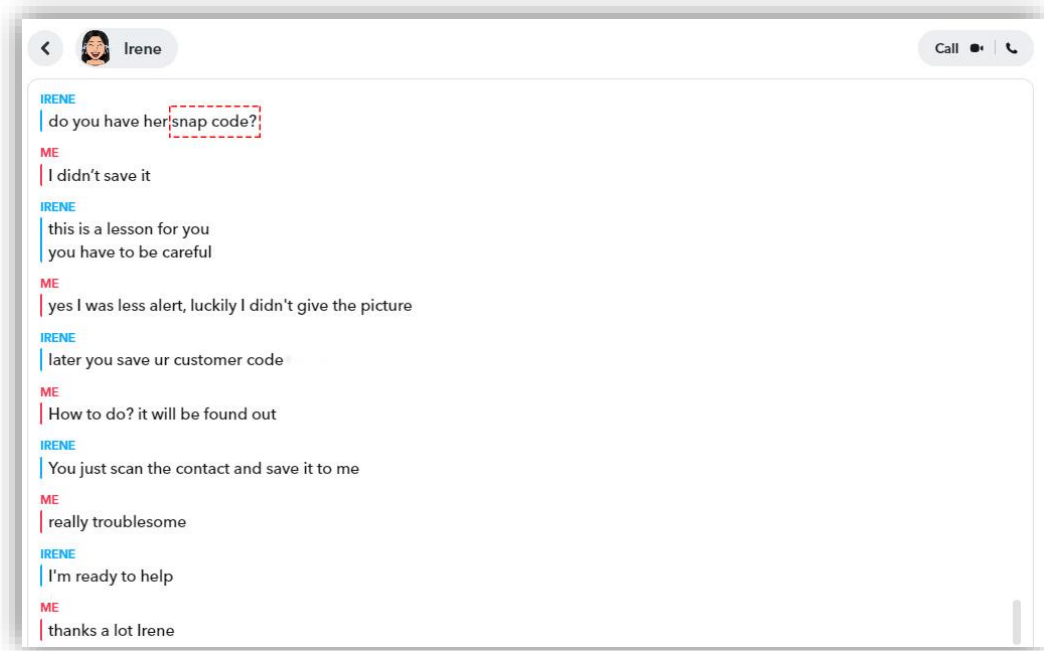 Irene
Call
IRENE
do you have her snap code?
ME
I didn't save it
IRENE
this is a lesson for you
you have to be careful
ME
yes I was less alert, luckily I didn't give the picture
IRENE
later you save ur customer code
ME
How to do? it will be found out
IRENE
You just scan the contact and save it to me
ME
really troublesome
IRENE
I'm ready to help
ME
thanks a lot Irene